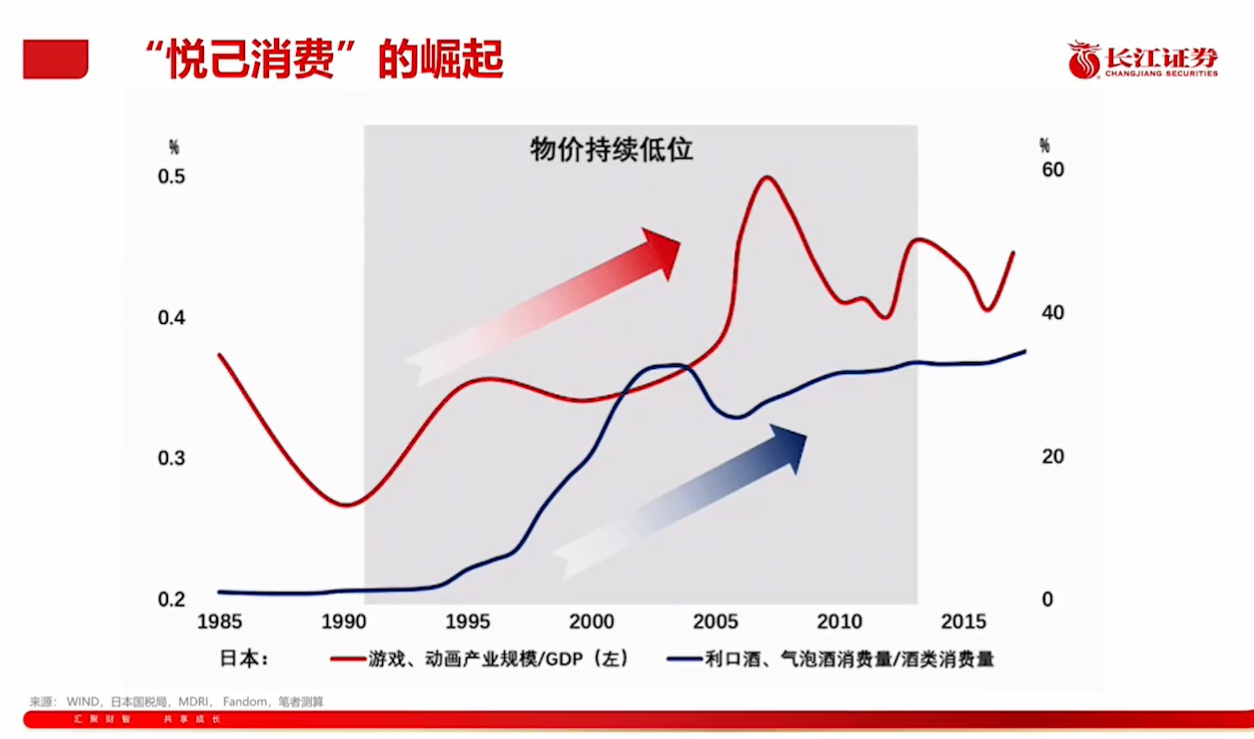 “悦己消费”的崛起
长江证券
CHANGJIANG SECURITIES
物价持续低位
%
%
0.5
60
0.4
40
0.3
20
0.2
0
1985 1990 1995 2000 2005 2010 2015
日本： 游戏、动画产业规模/GDP（左） 利口酒、气泡酒消费量/酒类消费量
来源： WIND，日本国税局，MDRI， Fandom，笔者测算
汇聚财智 共享成长